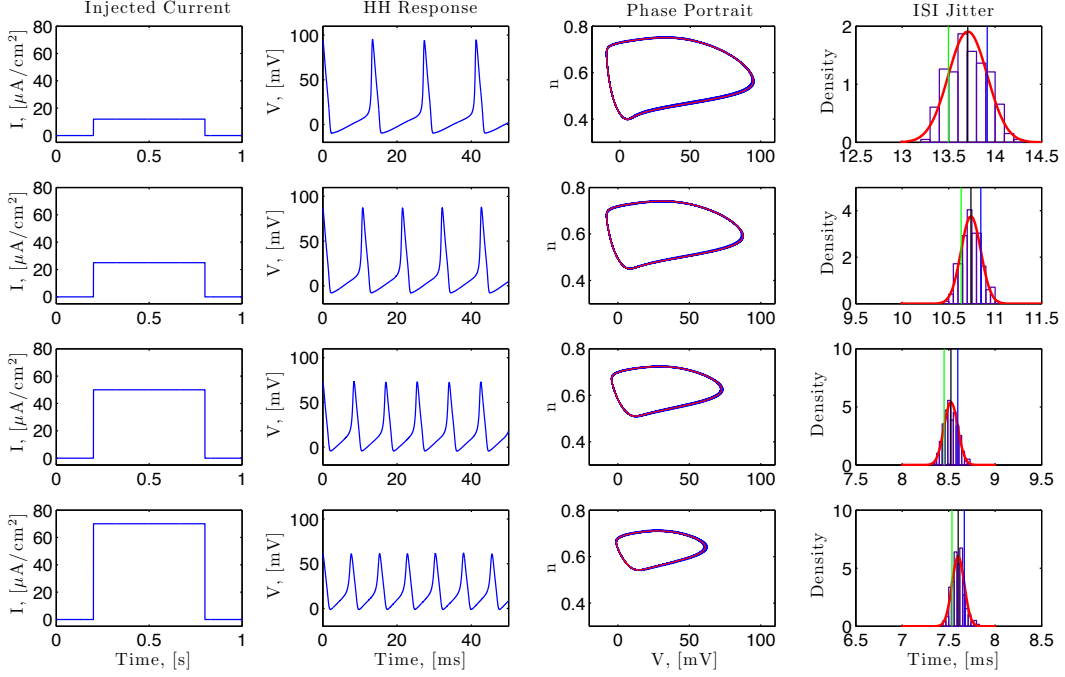 Injected Current
HH Response
Phase Portrait
ISI Jitter
I, [μA/cm²]
80
60
40
20
0
0 0.5 1
V, [mV]
100
50
0
0 20 40
n
0.8
0.6
0.4
0 50 100
Density
2
1
0
12.5 13 13.5 14 14.5
I, [μA/cm²]
80
60
40
20
0
0 0.5 1
V, [mV]
100
50
0
0 20 40
n
0.8
0.6
0.4
0 50 100
Density
4
2
0
9.5 10 10.5 11 11.5
I, [μA/cm²]
80
60
40
20
0
0 0.5 1
V, [mV]
100
50
0
0 20 40
n
0.8
0.6
0.4
0 50 100
Density
10
5
0
7.5 8 8.5 9 9.5
I, [μA/cm²]
80
60
40
20
0
0 0.5 1
Time, [s]
V, [mV]
100
50
0
0 20 40
Time, [ms]
n
0.8
0.6
0.4
0 50 100
V, [mV]
Density
10
5
0
6.5 7 7.5 8 8.5
Time, [ms]